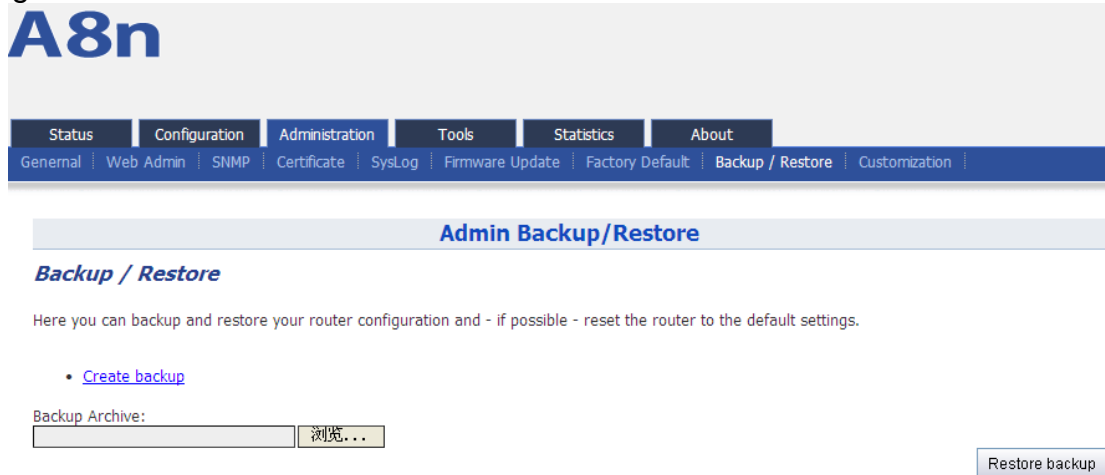 A8n
Status Configuration Administration Tools Statistics About
Genernal Web Admin SNMP Certificate SysLog Firmware Update Factory Default Backup / Restore Customization
Admin Backup/Restore
Backup / Restore
Here you can backup and restore your router configuration and - if possible - reset the router to the default settings.
• Create backup
Backup Archive:
浏览...
Restore backup